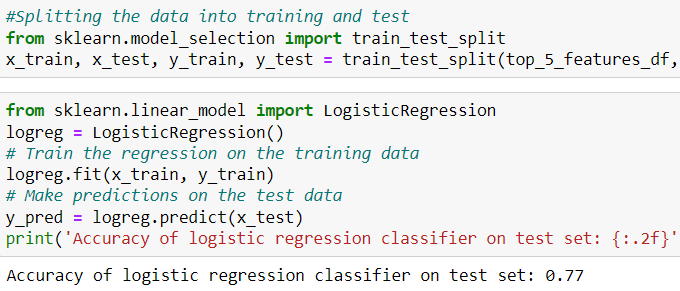 #Splitting the data into training and test
from sklearn.model_selection import train_test_split
x_train, x_test, y_train, y_test = train_test_split(top_5_features_df,
from sklearn.linear_model import LogisticRegression
logreg = LogisticRegression()
# Train the regression on the training data
logreg.fit(x_train, y_train)
# Make predictions on the test data
y_pred = logreg.predict(x_test)
print('Accuracy of logistic regression classifier on test set: {:.2f}'
Accuracy of logistic regression classifier on test set: 0.77